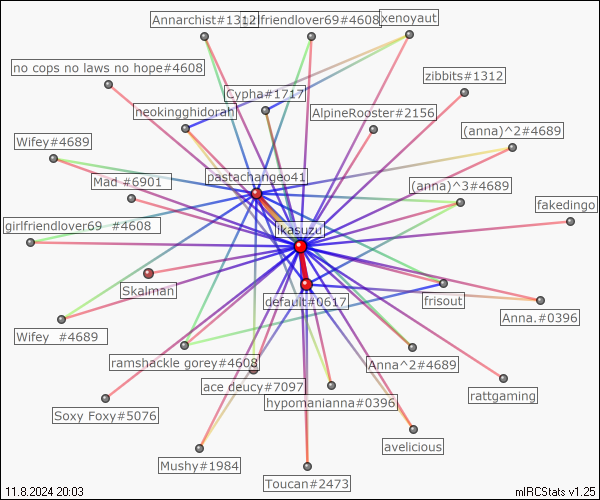 Annarchist#1312
girlfriendlover69#4608
xenoyaut
no cops no laws no hope#4608
zibbits#1312
Cypha#1717
neokingghidorah
AlpineRooster#2156
(anna)^2#4689
Wifey#4689
pastachangeo41
Mad #6901
(anna)^3#4689
fakedingo
girlfriendlover69 #4608
likasuzu
Skalman
default#0617
frisout
Anna.#0396
Wifey #4689
ramshackle gorey#4608
Anna^2#4689
ace deucy#7097
rattgaming
hypomanianna#0396
Soxy Foxy#5076
avelicious
Mushy#1984
Toucan#2473
11.8.2024 20:03
mIRCStats v1.25